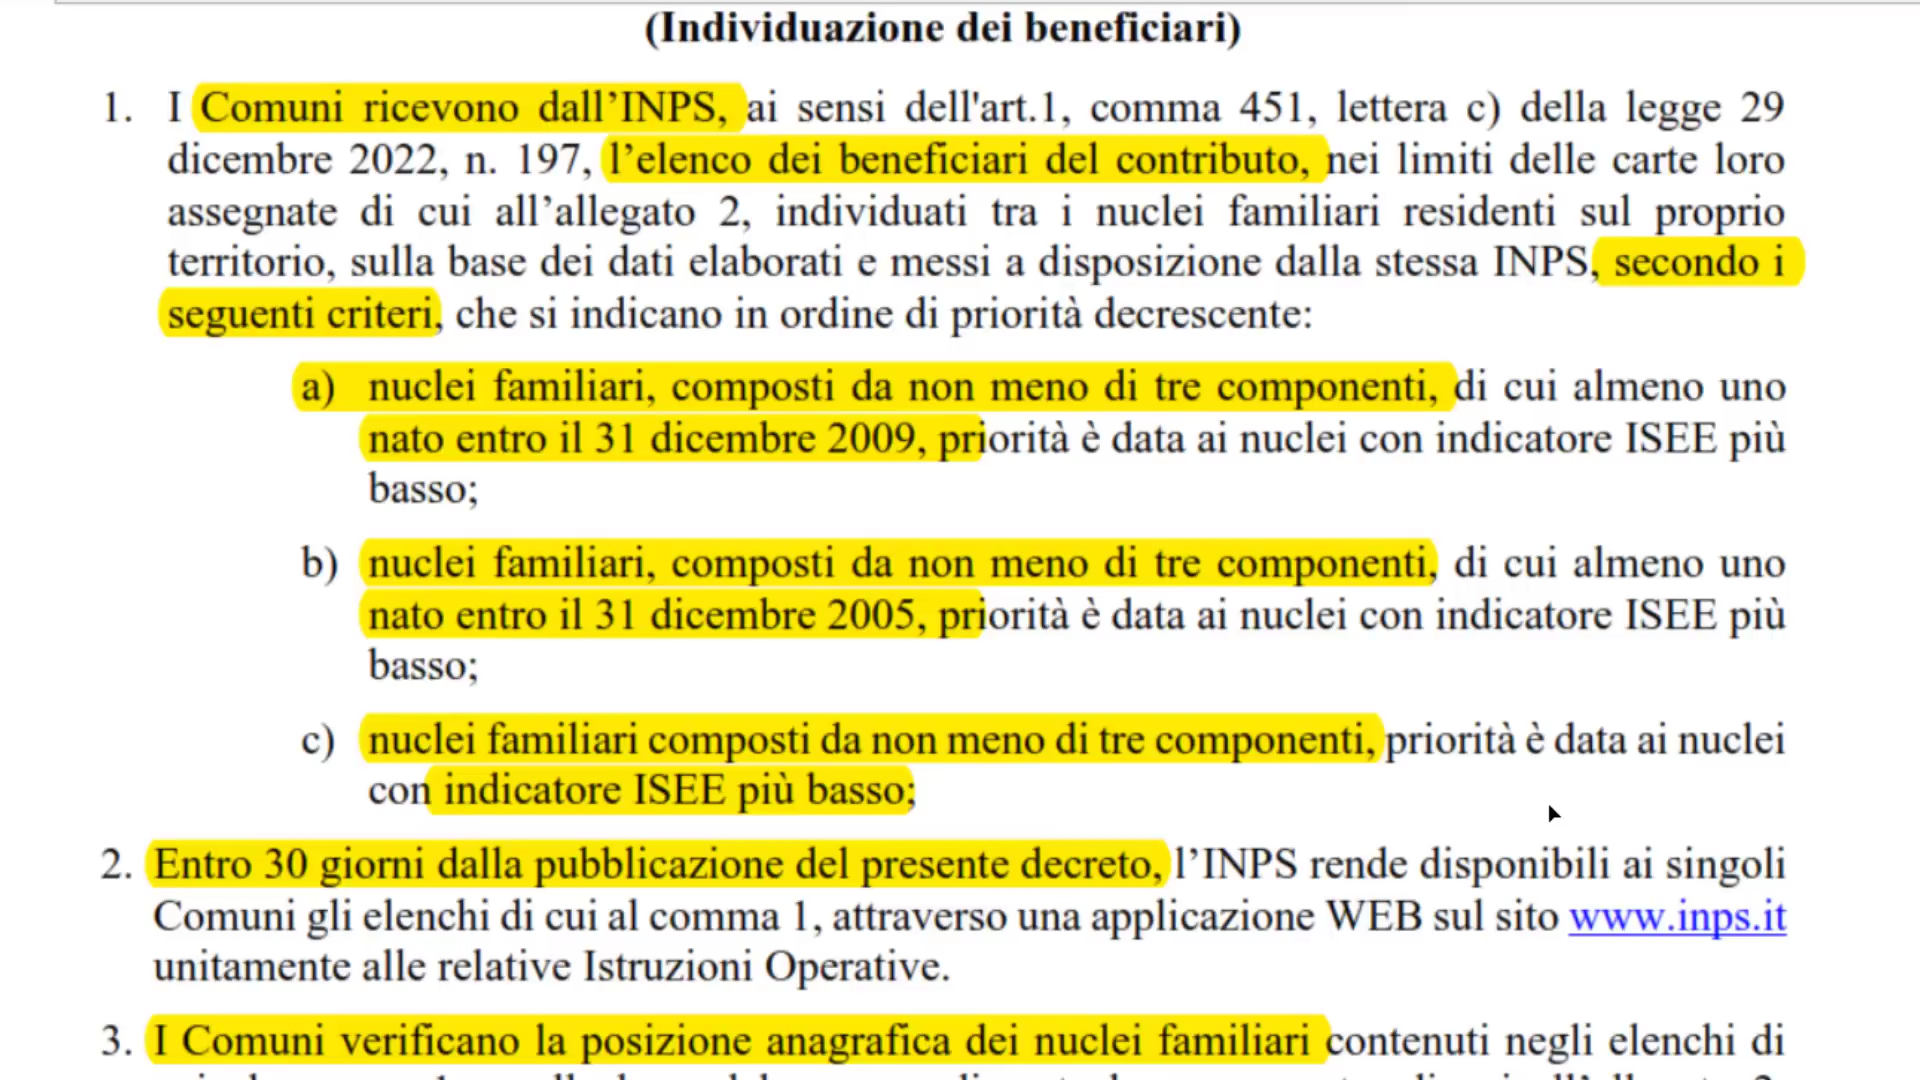 (Individuazione dei beneficiari)
1. I Comuni ricevono dall’INPS, ai sensi dell'art.1, comma 451, lettera c) della legge 29
dicembre 2022, n. 197, l’elenco dei beneficiari del contributo, nei limiti delle carte loro
assegnate di cui all’allegato 2, individuati tra i nuclei familiari residenti sul proprio
territorio, sulla base dei dati elaborati e messi a disposizione dalla stessa INPS, secondo i
seguenti criteri, che si indicano in ordine di priorità decrescente:
a) nuclei familiari, composti da non meno di tre componenti, di cui almeno uno
nato entro il 31 dicembre 2009, priorità è data ai nuclei con indicatore ISEE più
basso;
b) nuclei familiari, composti da non meno di tre componenti, di cui almeno uno
nato entro il 31 dicembre 2005, priorità è data ai nuclei con indicatore ISEE più
basso;
c) nuclei familiari composti da non meno di tre componenti, priorità è data ai nuclei
con indicatore ISEE più basso;
2. Entro 30 giorni dalla pubblicazione del presente decreto, l’INPS rende disponibili ai singoli
Comuni gli elenchi di cui al comma 1, attraverso una applicazione WEB sul sito www.inps.it
unitamente alle relative Istruzioni Operative.
3. I Comuni verificano la posizione anagrafica dei nuclei familiari contenuti negli elenchi di